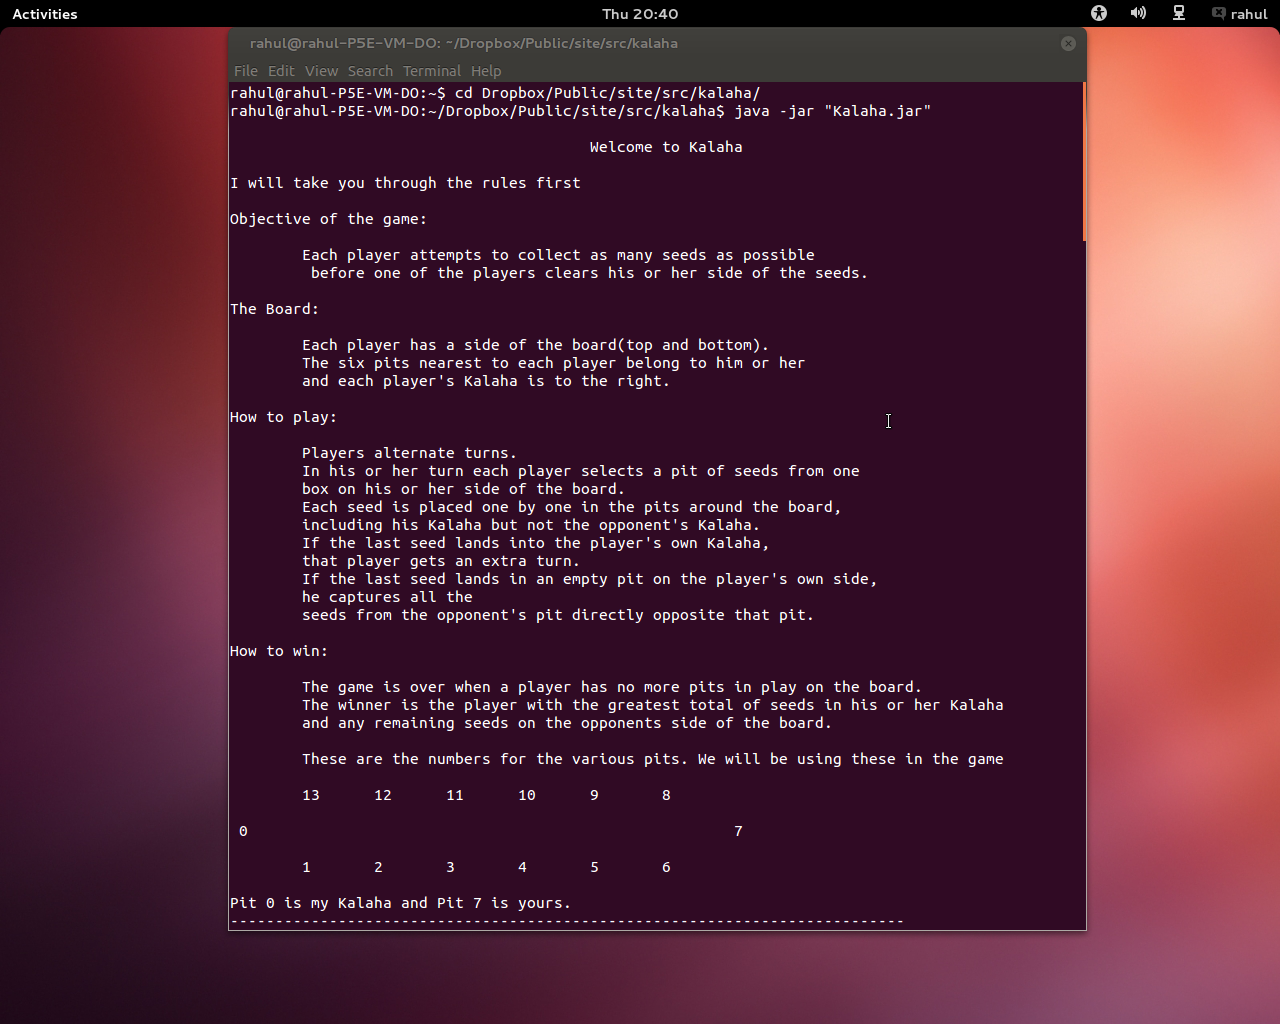 Activities Thu 20:40 rahul
rahul@rahul-P5E-VM-DO: ~/Dropbox/Public/site/src/kalaha
File Edit View Search Terminal Help
rahul@rahul-P5E-VM-DO:~$ cd Dropbox/Public/site/src/kalaha/
rahul@rahul-P5E-VM-DO:~/Dropbox/Public/site/src/kalaha$ java -jar "Kalaha.jar"
Welcome to Kalaha
I will take you through the rules first
Objective of the game:
Each player attempts to collect as many seeds as possible
before one of the players clears his or her side of the seeds.
The Board:
Each player has a side of the board(top and bottom).
The six pits nearest to each player belong to him or her
and each player's Kalaha is to the right.
How to play:
Players alternate turns.
In his or her turn each player selects a pit of seeds from one
box on his or her side of the board.
Each seed is placed one by one in the pits around the board,
including his Kalaha but not the opponent's Kalaha.
If the last seed lands into the player's own Kalaha,
that player gets an extra turn.
If the last seed lands in an empty pit on the player's own side,
he captures all the
seeds from the opponent's pit directly opposite that pit.
How to win:
The game is over when a player has no more pits in play on the board.
The winner is the player with the greatest total of seeds in his or her Kalaha
and any remaining seeds on the opponents side of the board.
These are the numbers for the various pits. We will be using these in the game
13 12 11 10 9 8
0 7
1 2 3 4 5 6
Pit 0 is my Kalaha and Pit 7 is yours.
---------------------------------------------------------------------------